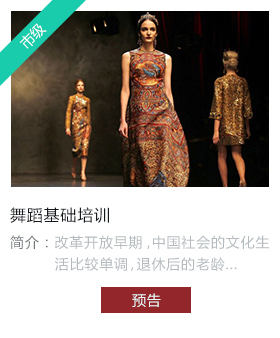 市级
舞蹈基础培训
简介：改革开放早期,中国社会的文化生
活比较单调,退休后的老龄...
预告